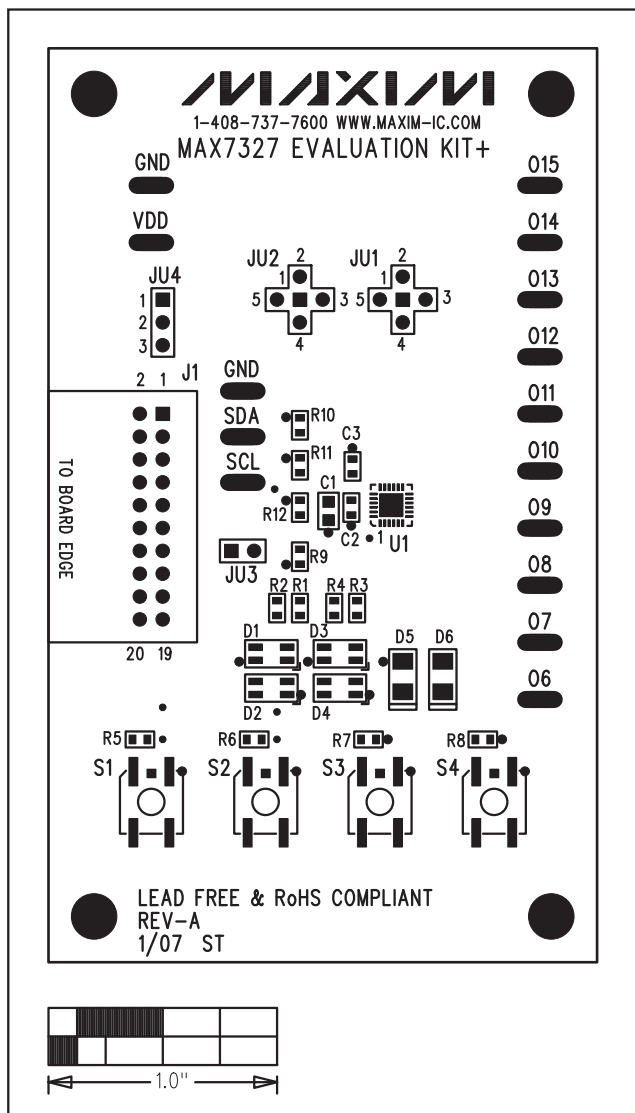 MAXIM
1-408-737-7600 WWW.MAXIM-IC.COM
MAX7327 EVALUATION KIT+
GND
O15
VDD
O14
JU2 2
JU1 2
JU4
1
1
O13
1
5
3
5
3
2
O12
3
4
4
2 1
J1
GND
O11
SDA
R10
C3
TO BOARD EDGE
SCL
R11
O10
C1
R12
C2
1
U1
O9
JU3
R9
O8
R2 R1
R4 R3
D1
D3
D5
D6
O7
20 19
O6
D2
D4
R5
R6
R7
R8
S1
S2
S3
S4
LEAD FREE & RoHS COMPLIANT
REV-A
1/07 ST
1.0"